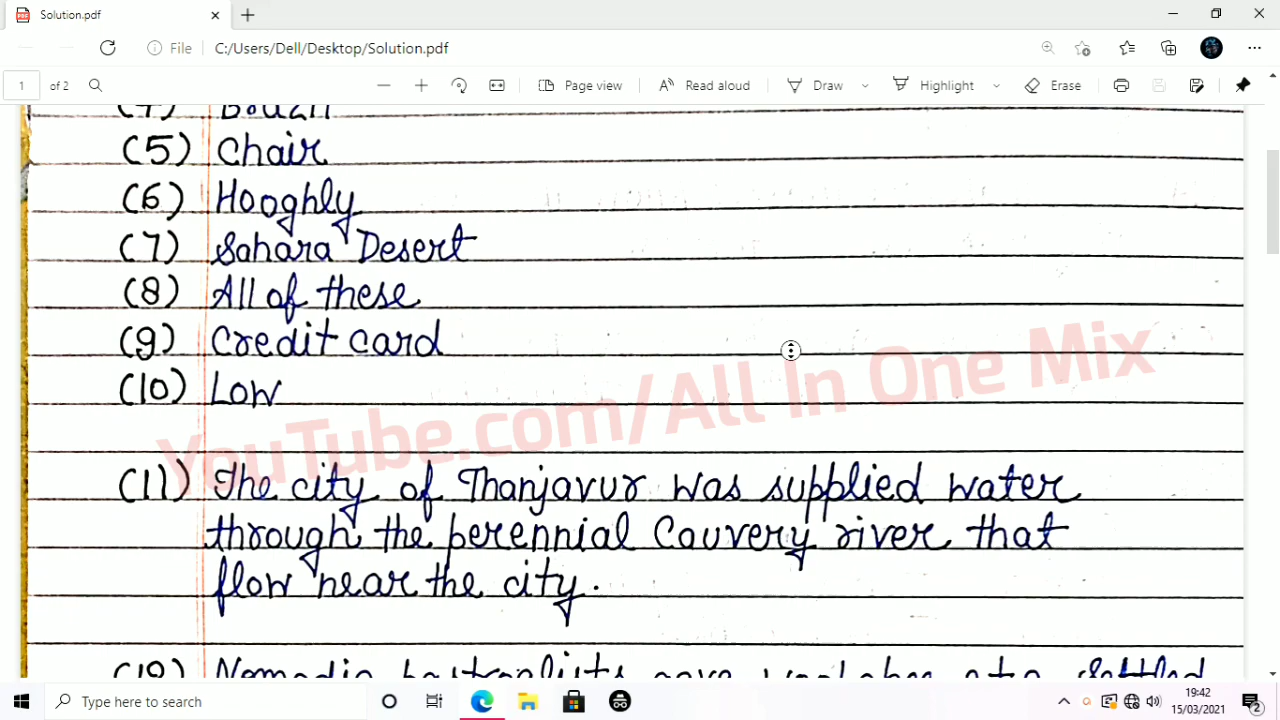 Solution.pdf
File C:/Users/Dell/Desktop/Solution.pdf
1 of 2 Page view Read aloud Draw Highlight Erase
(5) Chair
(6) Hooghly
(7) Sahara Desert
(8) All of these
(9) Credit card
(10) Low
YouTube.com/All In One Mix
(11) The city of Thanjavur was supplied water
through the perennial Cauvery river that
flow near the city.
Type here to search
19:42
15/03/2021
2